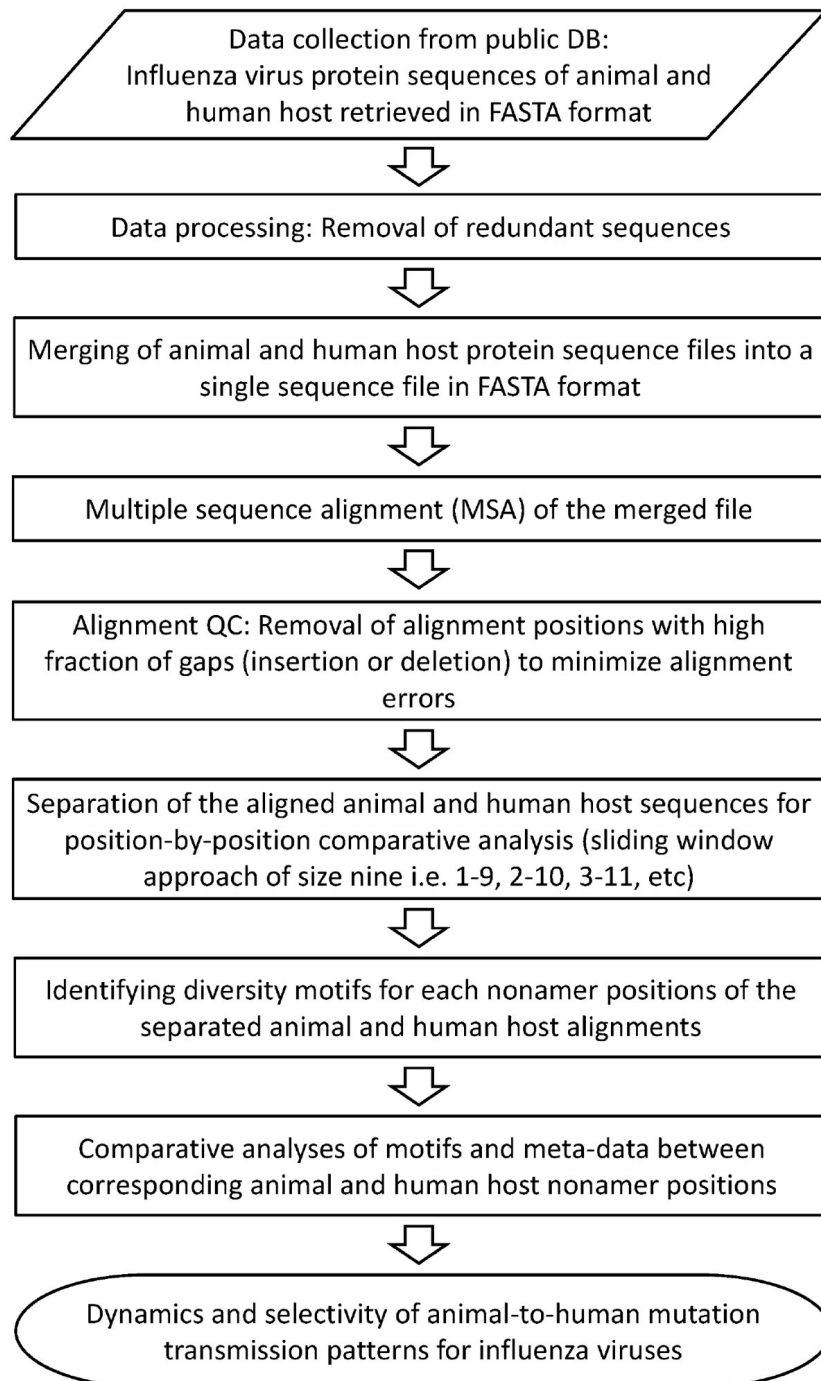 Data collection from public DB:
Influenza virus protein sequences of animal and
human host retrieved in FASTA format
Data processing: Removal of redundant sequences
Merging of animal and human host protein sequence files into a
single sequence file in FASTA format
Multiple sequence alignment (MSA) of the merged file
Alignment QC: Removal of alignment positions with high
fraction of gaps (insertion or deletion) to minimize alignment
errors
Separation of the aligned animal and human host sequences for
position-by-position comparative analysis (sliding window
approach of size nine i.e. 1-9, 2-10, 3-11, etc)
Identifying diversity motifs for each nonamer positions of the
separated animal and human host alignments
Comparative analyses of motifs and meta-data between
corresponding animal and human host nonamer positions
Dynamics and selectivity of animal-to-human mutation
transmission patterns for influenza viruses